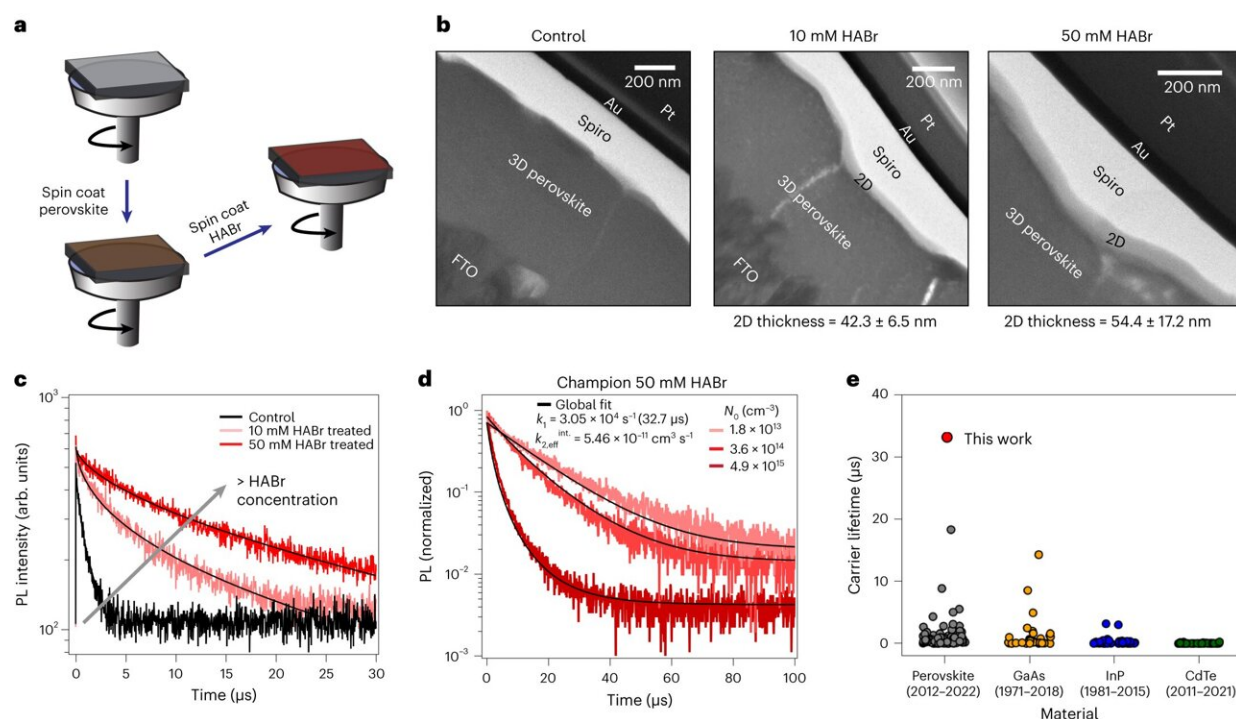 a
Spin coat
perovskite
Spin coat
HABr
b
Control
200 nm
Au
Pt
Spiro
3D perovskite
FTO
10 mM HABr
200 nm
Au
Pt
Spiro
2D
3D perovskite
FTO
2D thickness = 42.3 ± 6.5 nm
50 mM HABr
200 nm
Au
Pt
Spiro
2D
3D perovskite
2D thickness = 54.4 ± 17.2 nm
c
PL intensity (arb. units)
10³
10²
Control
10 mM HABr treated
50 mM HABr treated
> HABr
concentration
0 5 10 15 20 25 30
Time (µs)
d
Champion 50 mM HABr
PL (normalized)
10⁰
10⁻¹
10⁻²
10⁻³
Global fit
k₁ = 3.05 × 10⁴ s⁻¹ (32.7 µs)
k₂,eff^int. = 5.46 × 10⁻¹¹ cm³ s⁻¹
N₀ (cm⁻³)
1.8 × 10¹³
3.6 × 10¹⁴
4.9 × 10¹⁵
0 20 40 60 80 100
Time (µs)
e
Carrier lifetime (µs)
40
30
20
10
0
This work
Perovskite GaAs InP CdTe
(2012–2022) (1971–2018) (1981–2015) (2011–2021)
Material